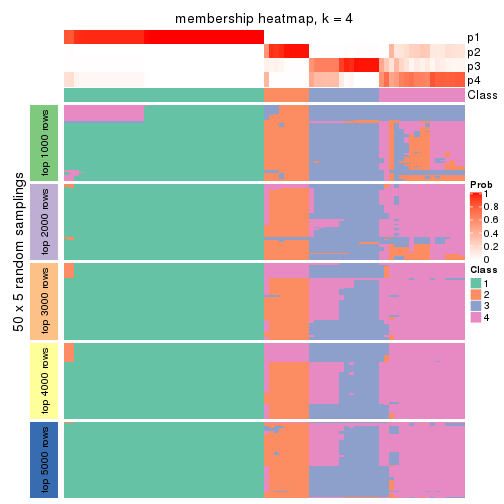 membership heatmap, k = 4
p1
p2
p3
p4
Class
50 x 5 random samplings
top 1000 rows
top 2000 rows
top 3000 rows
top 4000 rows
top 5000 rows
Prob
1
0.8
0.6
0.4
0.2
0
Class
1
2
3
4